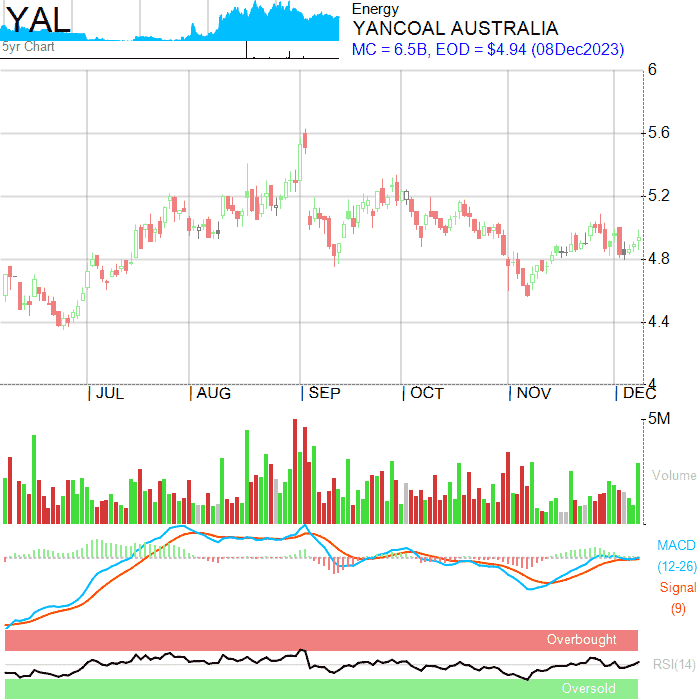 YAL
5yr Chart
Energy
YANCOAL AUSTRALIA
MC = 6.5B, EOD = $4.94 (08Dec2023)
6
5.6
5.2
4.8
4.4
4
JUL AUG SEP OCT NOV DEC
5M
Volume
MACD
(12-26)
Signal
(9)
Overbought
RSI(14)
Oversold